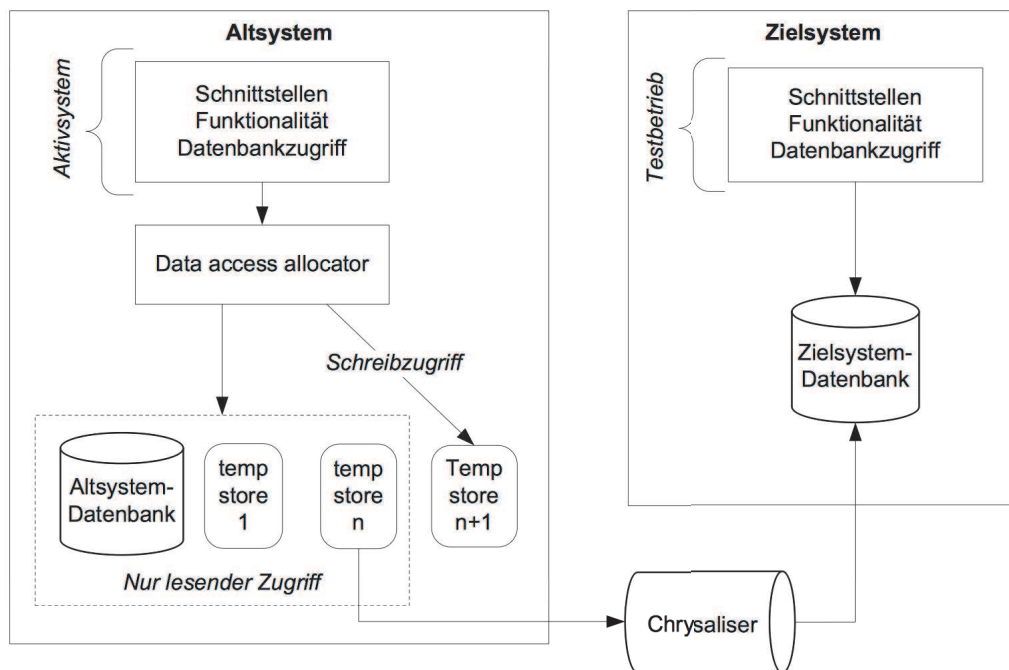 Altsystem
Aktivsystem
Schnittstellen
Funktionalität
Datenbankzugriff
Data access allocator
Schreibzugriff
Altsystem-
Datenbank
temp
store
1
temp
store
n
Temp
store
n+1
Nur lesender Zugriff
Zielsystem
Testbetrieb
Schnittstellen
Funktionalität
Datenbankzugriff
Zielsystem-
Datenbank
Chrysaliser